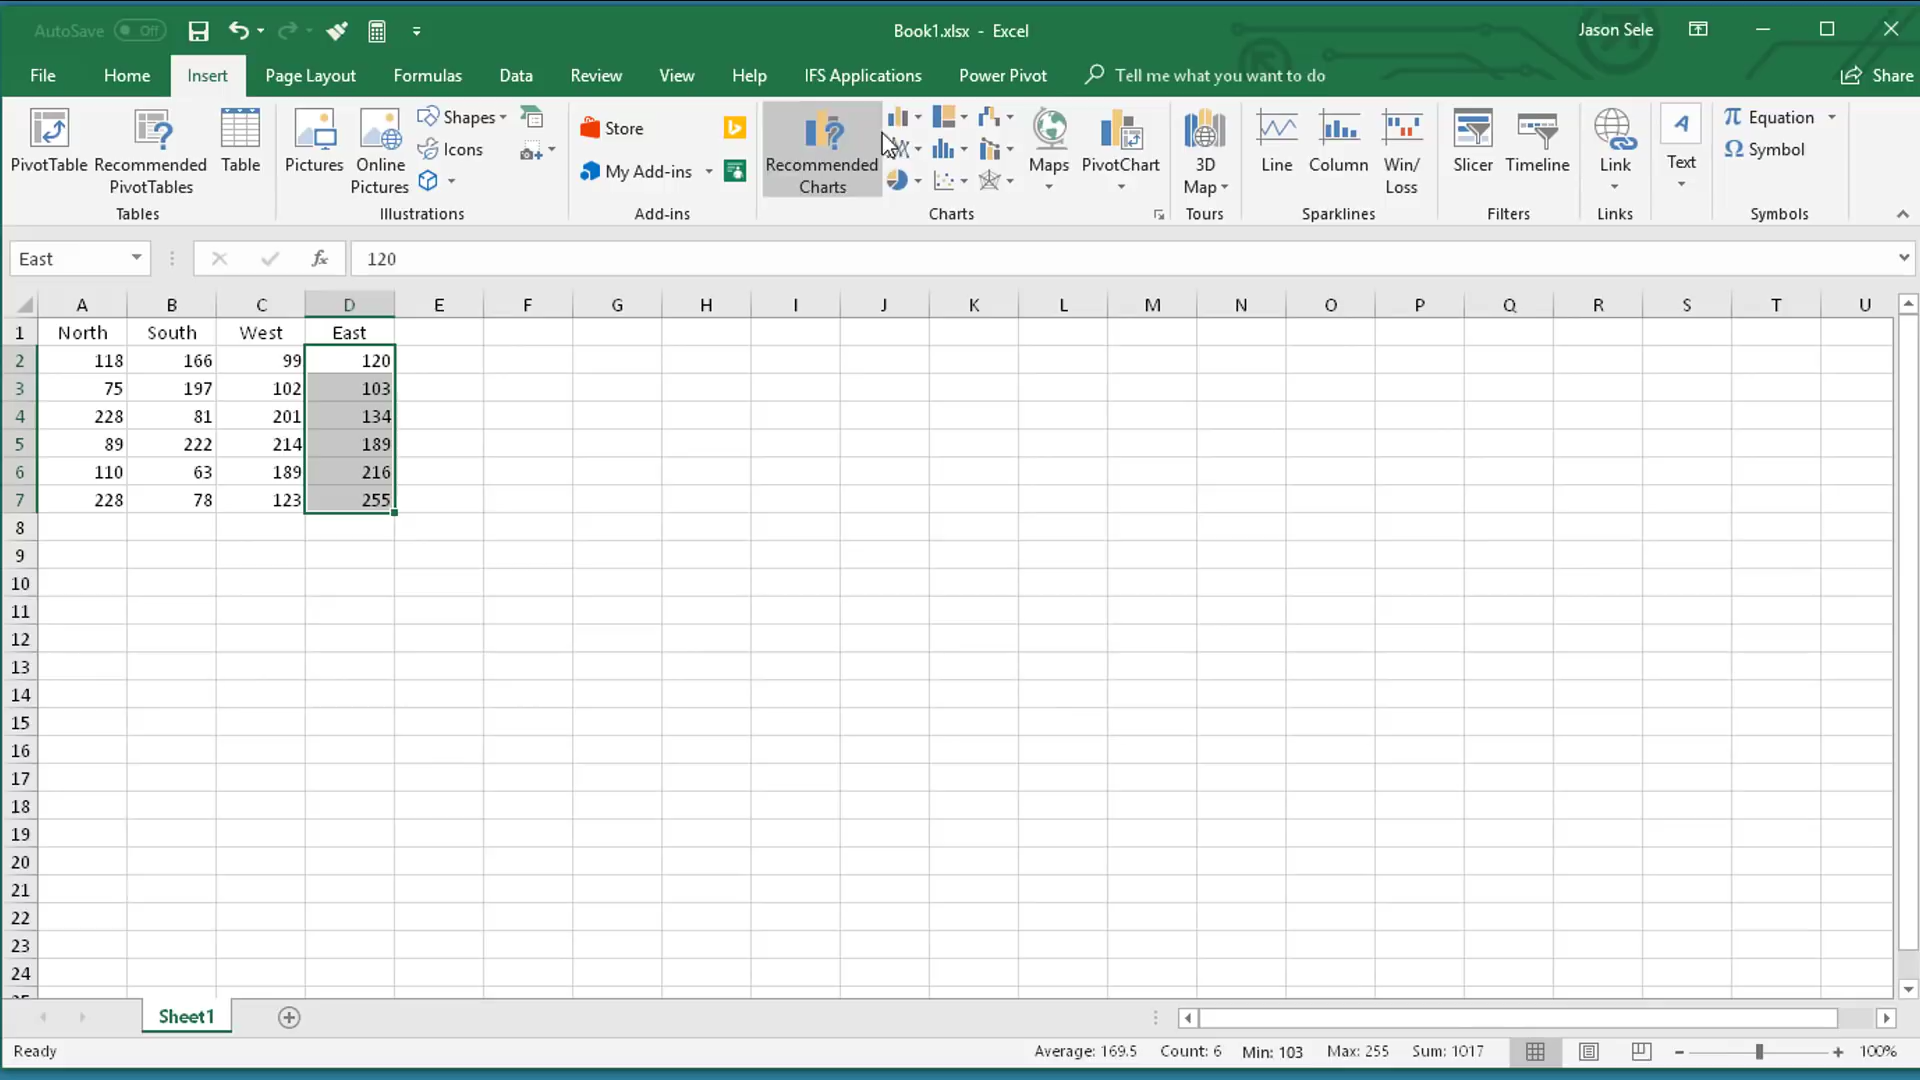 AutoSave Off
Book1.xlsx - Excel
Jason Sele
File Home Insert Page Layout Formulas Data Review View Help IFS Applications Power Pivot Tell me what you want to do Share
PivotTable Recommended PivotTables Table
Pictures Online Pictures Shapes Icons
Store
My Add-ins
Recommended Charts
Maps PivotChart
3D Map
Line Column Win/Loss
Slicer Timeline
Link
A Text
π Equation
Ω Symbol
Tables Illustrations Add-ins Charts Tours Sparklines Filters Links Symbols
East fx 120
A B C D E F G H I J K L M N O P Q R S T U
1 North South West East
2 118 166 99 120
3 75 197 102 103
4 228 81 201 134
5 89 222 214 189
6 110 63 189 216
7 228 78 123 255
8
9
10
11
12
13
14
15
16
17
18
19
20
21
22
23
24
Sheet1
Ready Average: 169.5 Count: 6 Min: 103 Max: 255 Sum: 1017 100%